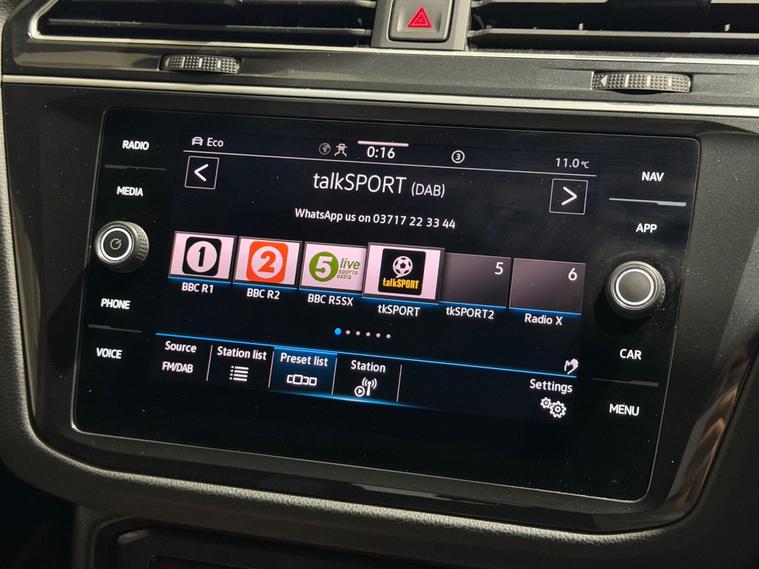 RADIO
MEDIA
PHONE
VOICE
Eco
0:16
3
11.0 °C
talkSPORT (DAB)
WhatsApp us on 03717 22 33 44
1
2
5 live sports extra
talkSPORT
5
6
BBC R1
BBC R2
BBC R5SX
tkSPORT
tkSPORT2
Radio X
Source
FM/DAB
Station list
Preset list
Station
Settings
NAV
APP
CAR
MENU